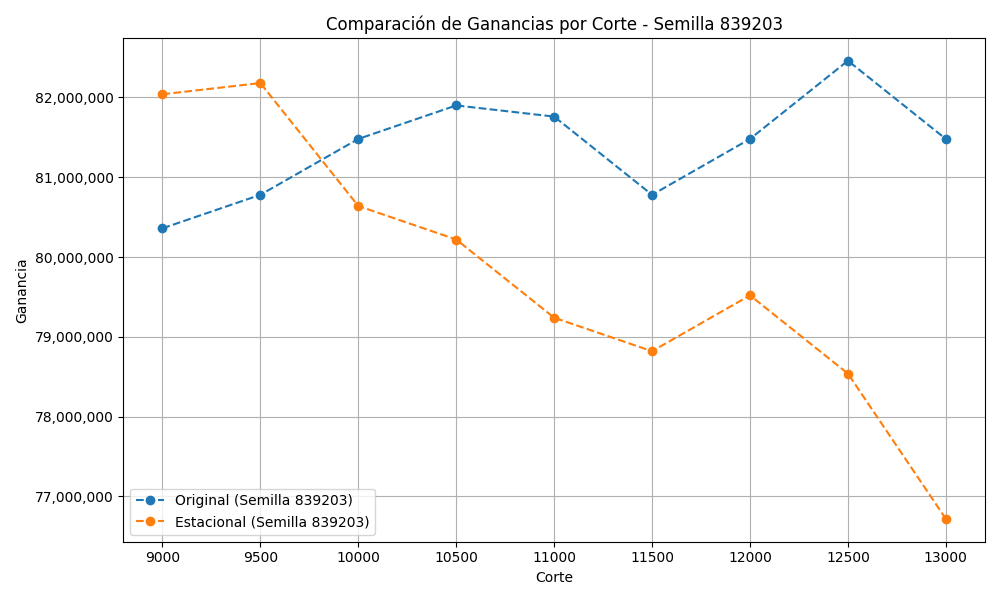 Comparación de Ganancias por Corte - Semilla 839203
Ganancia
82,000,000
81,000,000
80,000,000
79,000,000
78,000,000
77,000,000
Original (Semilla 839203)
Estacional (Semilla 839203)
9000 9500 10000 10500 11000 11500 12000 12500 13000
Corte